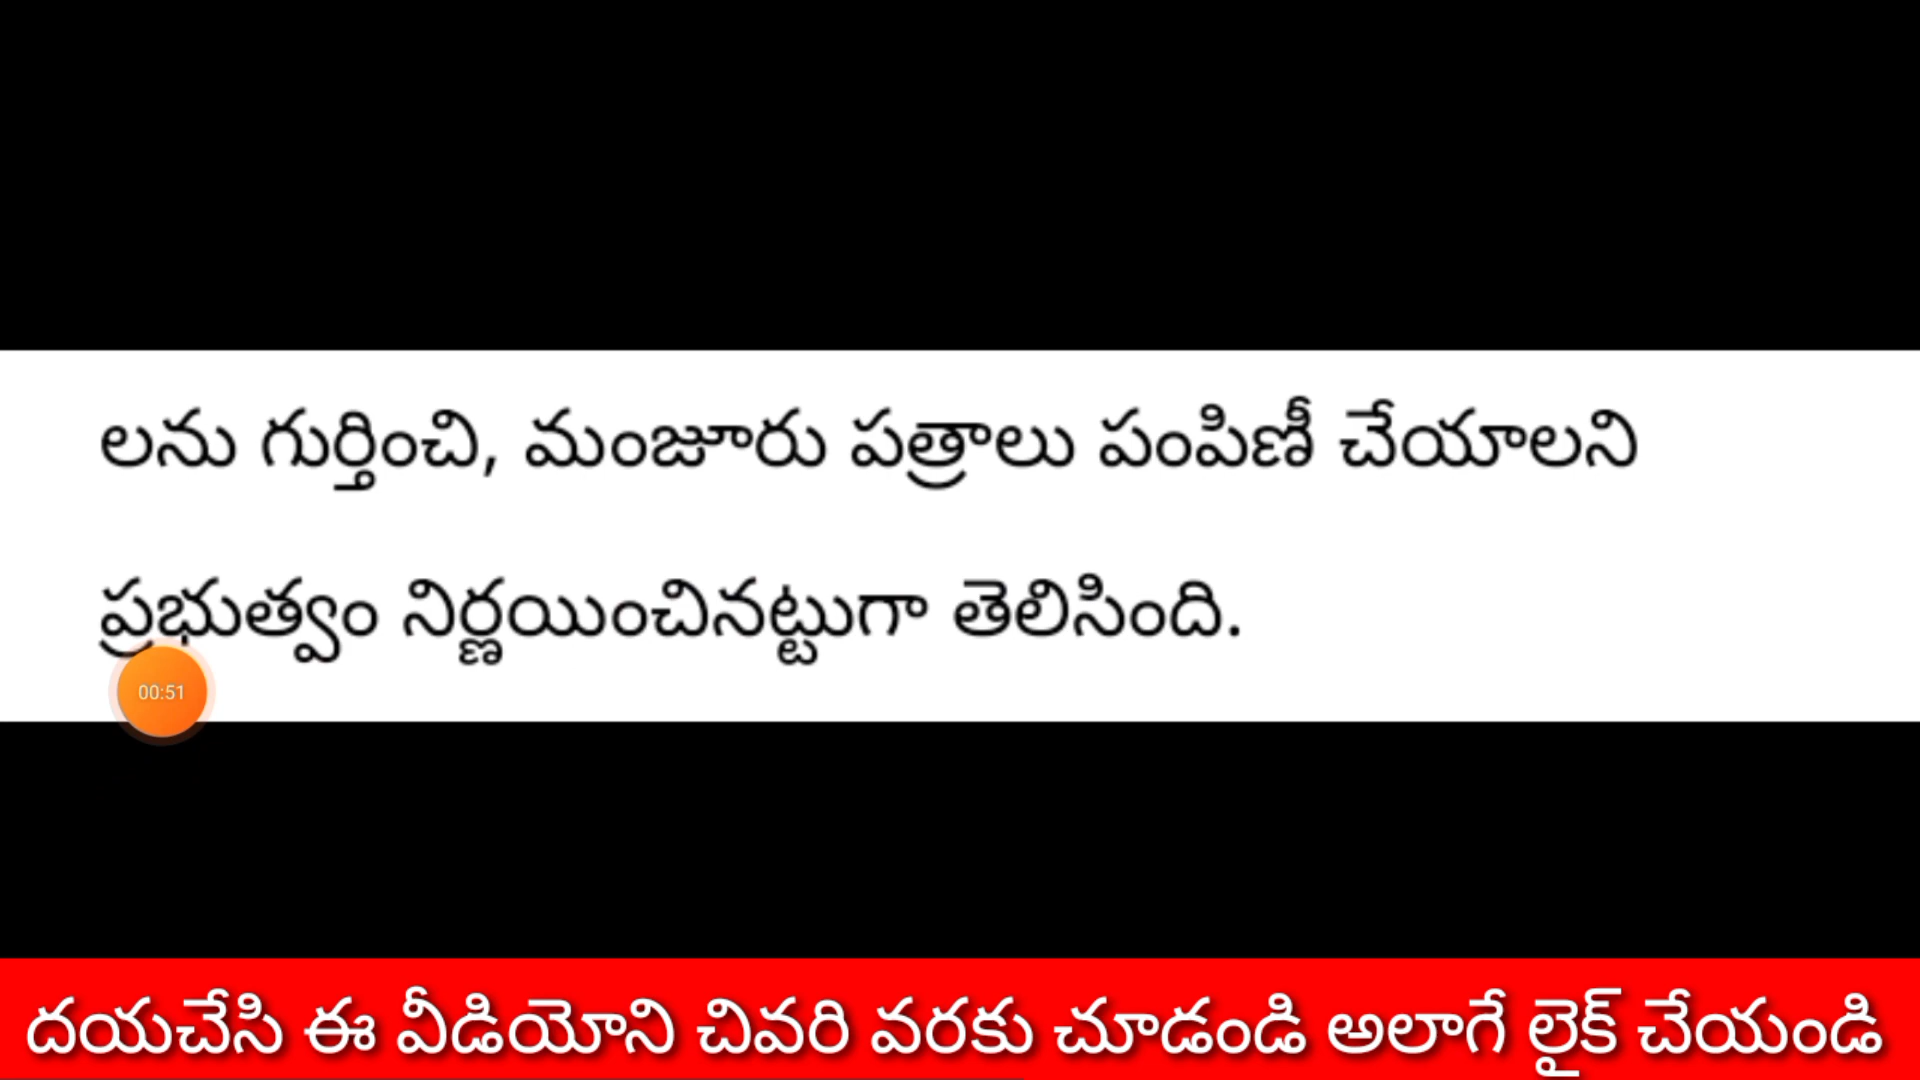 లను గుర్తించి, మంజూరు పత్రాలు పంపిణీ చేయాలని
ప్రభుత్వం నిర్ణయించినట్టుగా తెలిసింది.
00:51
దయచేసి ఈ వీడియోని చివరి వరకు చూడండి అలాగే లైక్ చేయండి